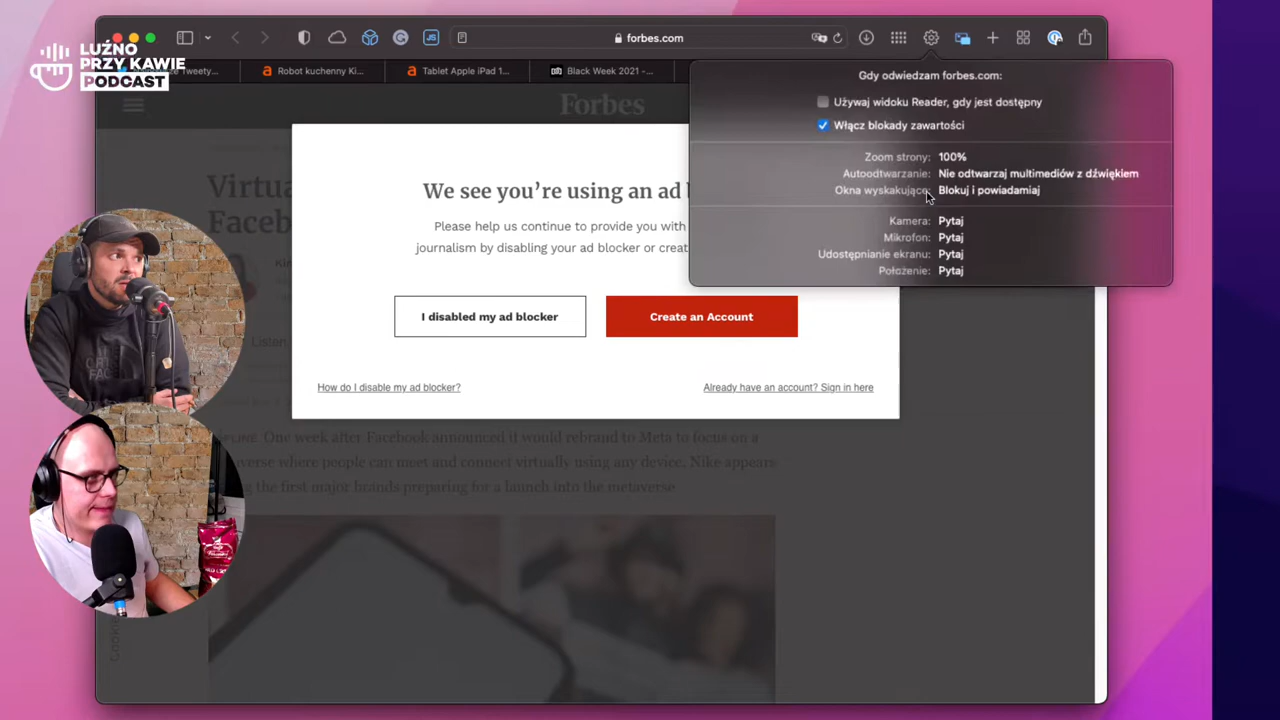 LUŹNO
PRZY KAWIE
PODCAST
forbes.com
Tweety...
Robot kuchenny Ki...
Tablet Apple iPad 1...
Black Week 2021 -...
Forbes
Gdy odwiedzam forbes.com:
Używaj widoku Reader, gdy jest dostępny
Włącz blokady zawartości
Zoom strony: 100%
Autoodtwarzanie: Nie odtwarzaj multimediów z dźwiękiem
Okna wyskakujące: Blokuj i powiadamiaj
Kamera: Pytaj
Mikrofon: Pytaj
Udostępnianie ekranu: Pytaj
Położenie: Pytaj
Virtua
Faceboo
We see you're using an ad b
Please help us continue to provide you with
journalism by disabling your ad blocker or creat
I disabled my ad blocker
Create an Account
How do I disable my ad blocker?
Already have an account? Sign in here
Listen
One week after Facebook announced it would rebrand to Meta to focus on a
verse where people can meet and connect virtually using any device, Nike appears
the first major brands preparing for a launch into the metaverse
Cookie